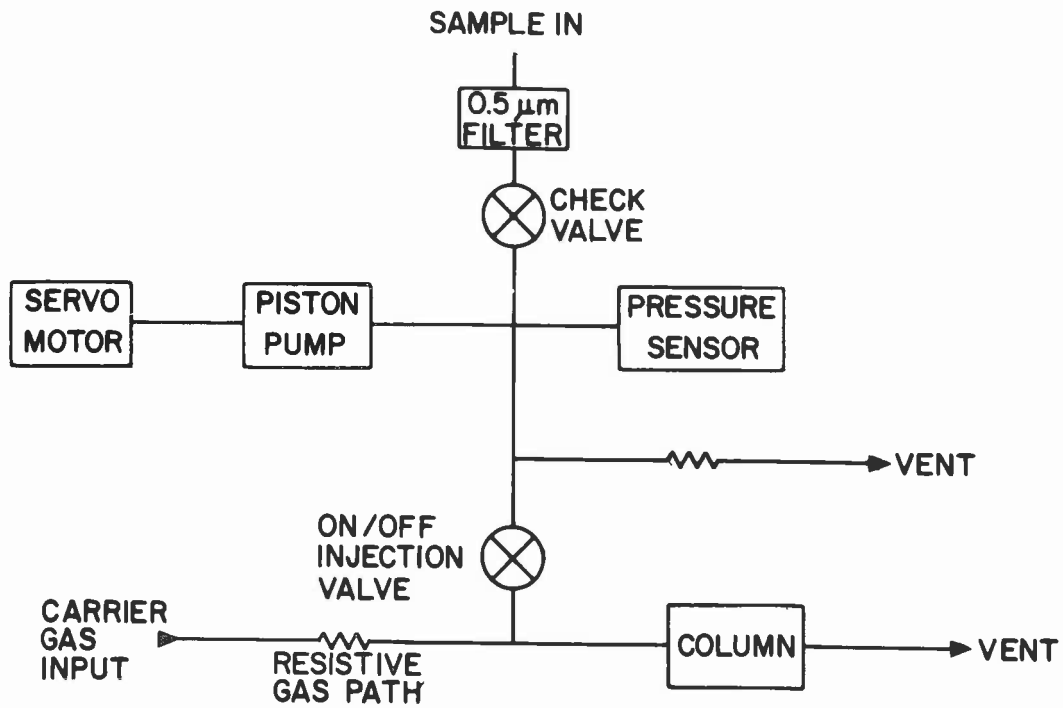 SAMPLE IN
0.5 μm
FILTER
CHECK
VALVE
SERVO
MOTOR
PISTON
PUMP
PRESSURE
SENSOR
VENT
ON/OFF
INJECTION
VALVE
CARRIER
GAS
INPUT
RESISTIVE
GAS PATH
COLUMN
VENT